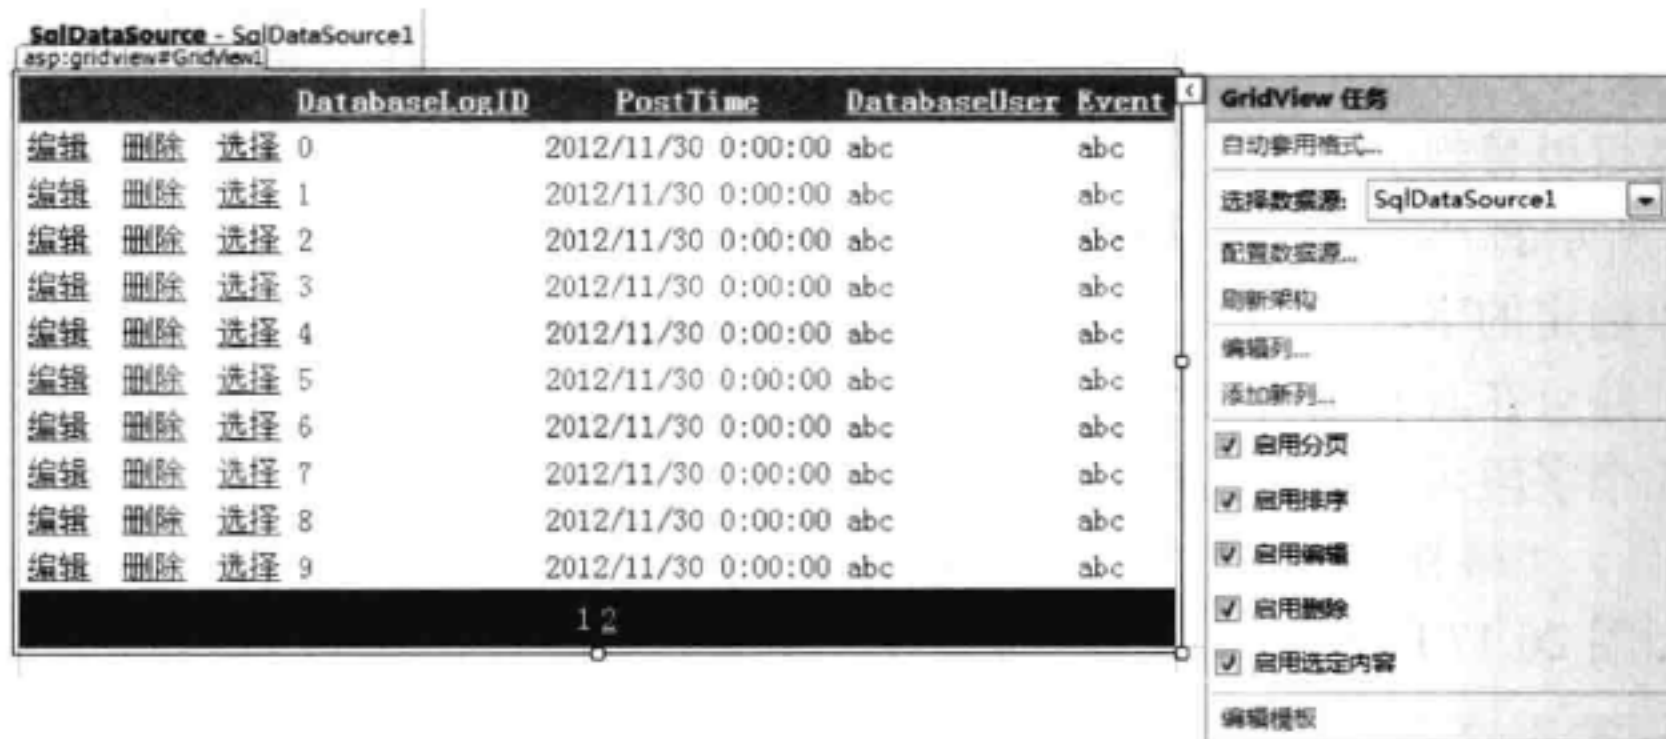 SqlDataSource - SqlDataSource1
asp:gridview#GridView1
DatabaseLogID PostTime DatabaseUser Event
编辑 删除 选择 0 2012/11/30 0:00:00 abc abc
编辑 删除 选择 1 2012/11/30 0:00:00 abc abc
编辑 删除 选择 2 2012/11/30 0:00:00 abc abc
编辑 删除 选择 3 2012/11/30 0:00:00 abc abc
编辑 删除 选择 4 2012/11/30 0:00:00 abc abc
编辑 删除 选择 5 2012/11/30 0:00:00 abc abc
编辑 删除 选择 6 2012/11/30 0:00:00 abc abc
编辑 删除 选择 7 2012/11/30 0:00:00 abc abc
编辑 删除 选择 8 2012/11/30 0:00:00 abc abc
编辑 删除 选择 9 2012/11/30 0:00:00 abc abc
1 2
GridView 任务
自动套用格式...
选择数据源: SqlDataSource1
配置数据源...
刷新架构
编辑列...
添加新列...
启用分页
启用排序
启用编辑
启用删除
启用选定内容
编辑模板